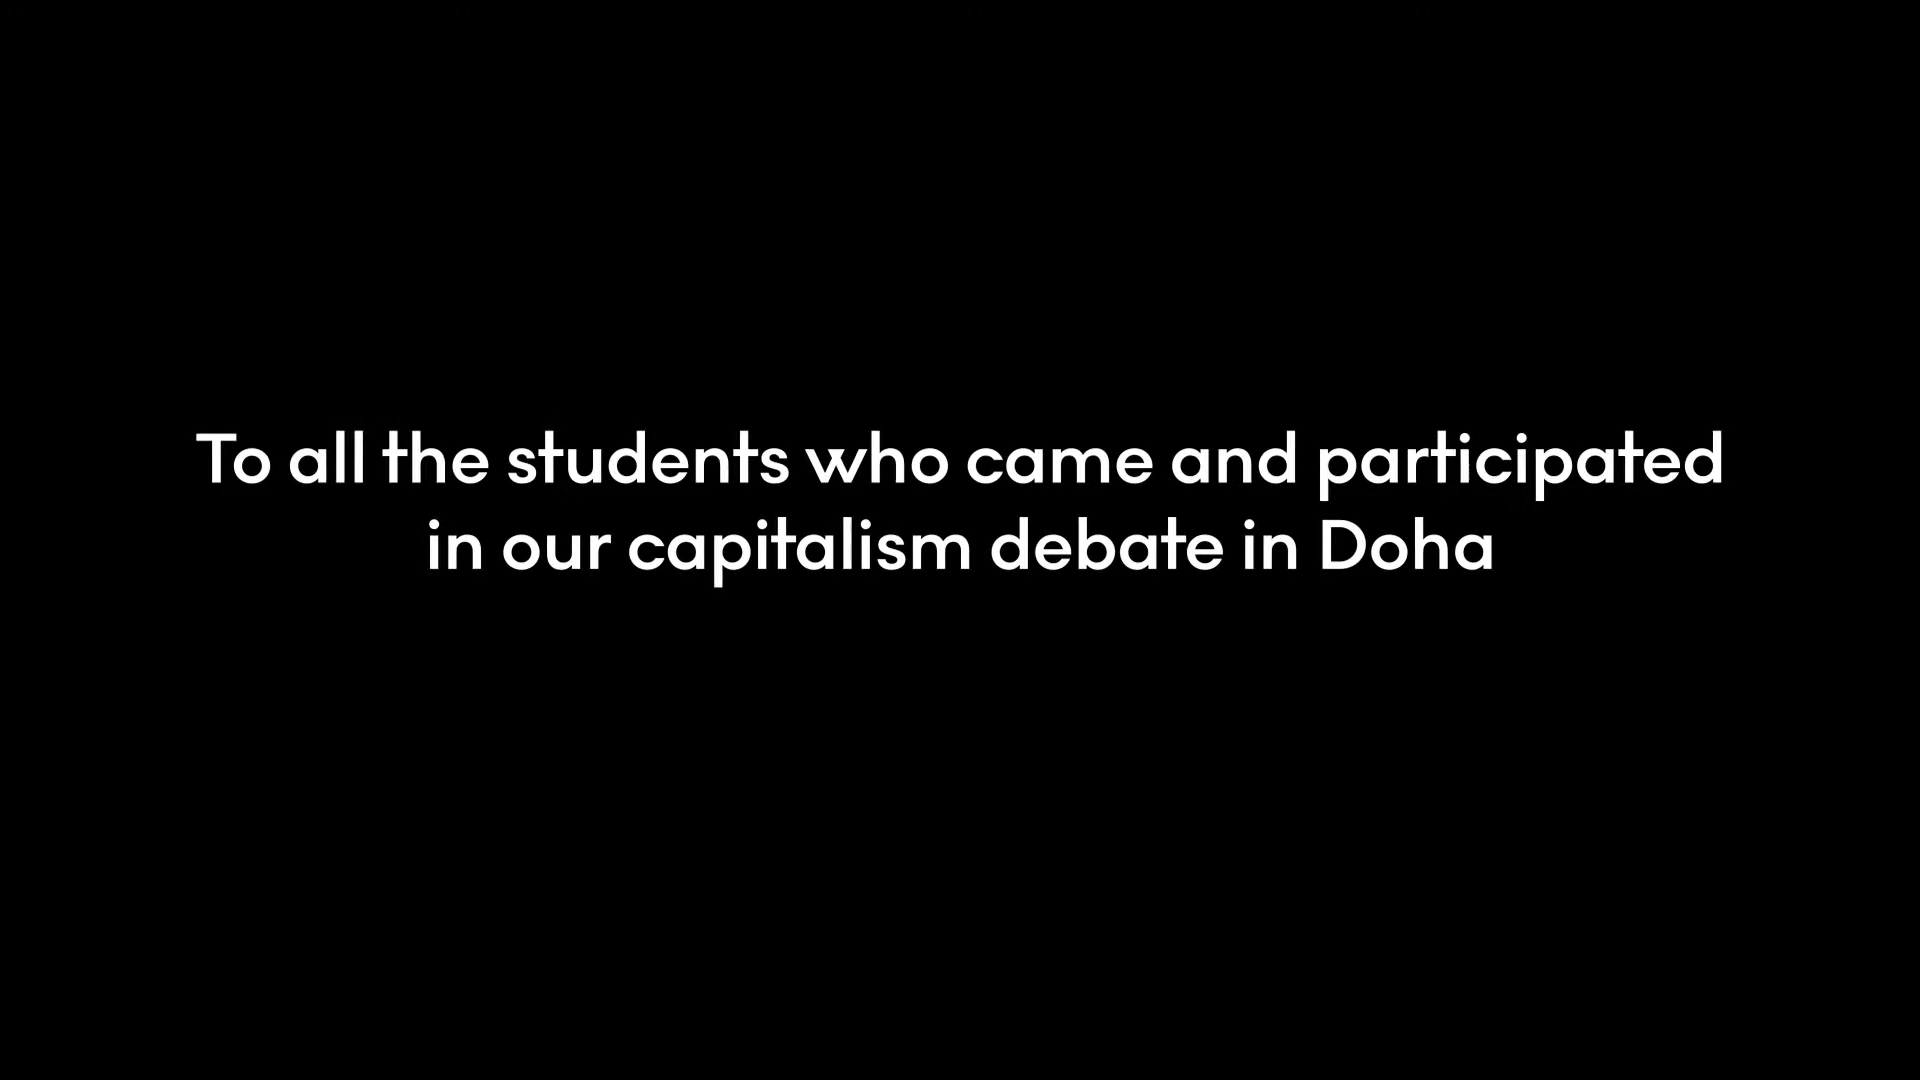 To all the students who came and participated
in our capitalism debate in Doha